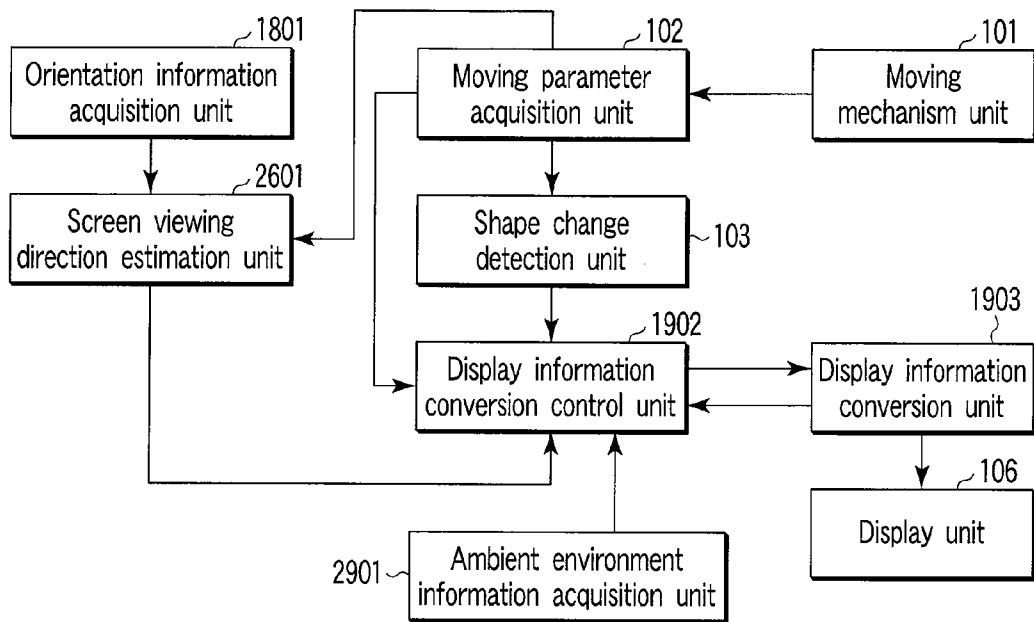 1801
Orientation information
acquisition unit
102
Moving parameter
acquisition unit
101
Moving
mechanism unit
2601
Screen viewing
direction estimation unit
Shape change
detection unit
103
1902
Display information
conversion control unit
1903
Display information
conversion unit
106
Display unit
2901
Ambient environment
information acquisition unit